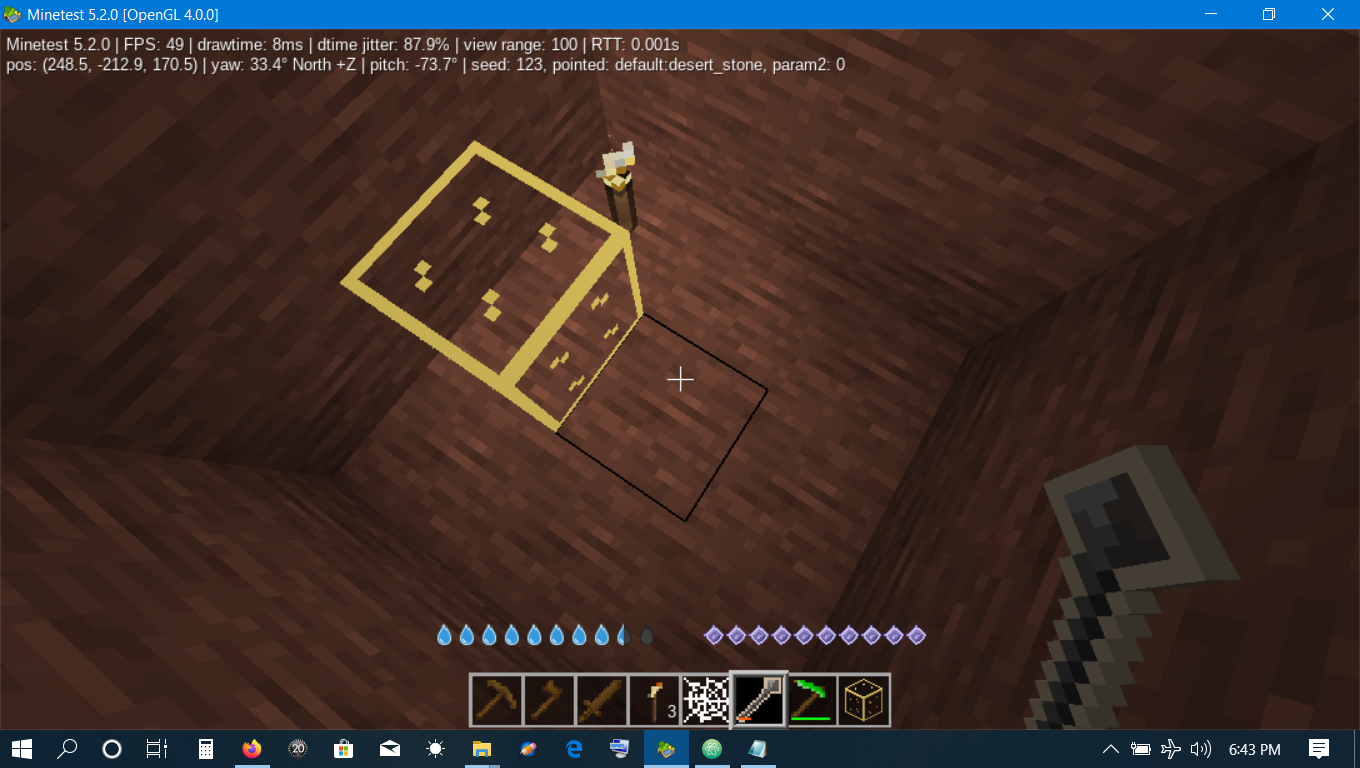 Minetest 5.2.0 [OpenGL 4.0.0]
Minetest 5.2.0 | FPS: 49 | drawtime: 8ms | dtime jitter: 87.9% | view range: 100 | RTT: 0.001s
pos: (248.5, -212.9, 170.5) | yaw: 33.4° North +Z | pitch: -73.7° | seed: 123, pointed: default:desert_stone, param2: 0
3
20
6:43 PM